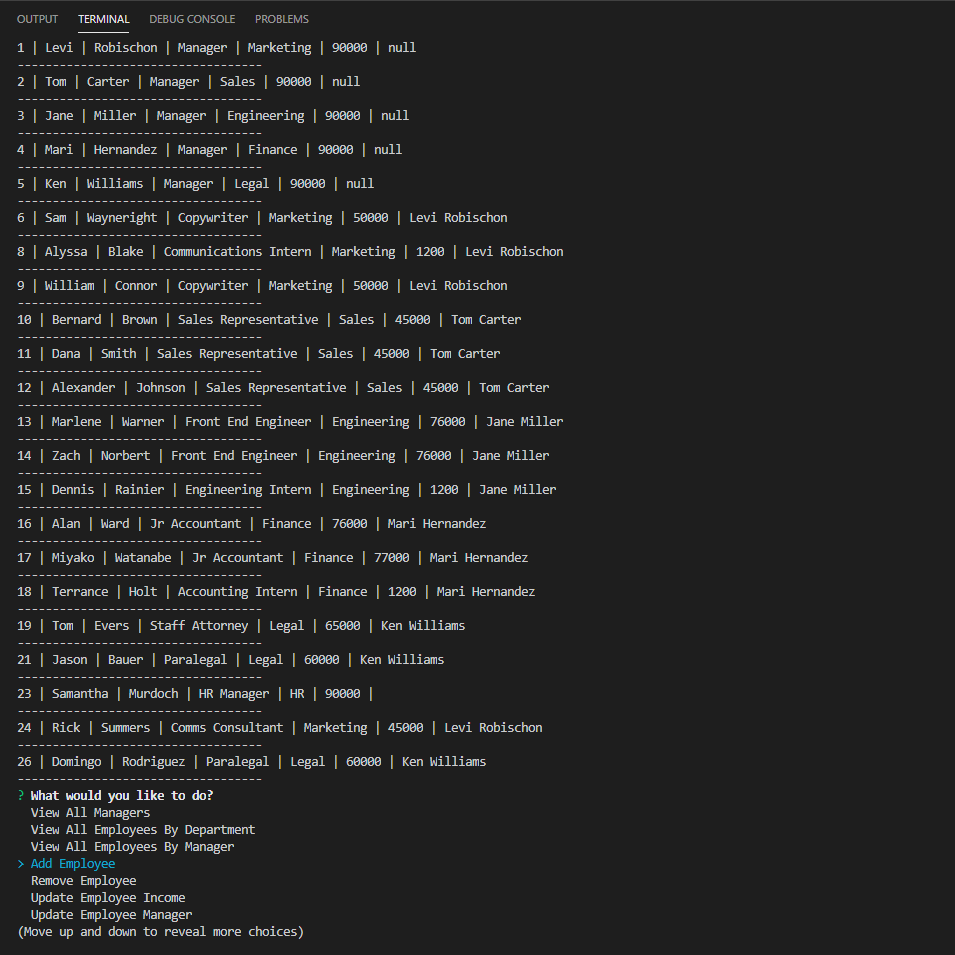 OUTPUT TERMINAL DEBUG CONSOLE PROBLEMS
1 | Levi | Robischon | Manager | Marketing | 90000 | null
-----------------------------------
2 | Tom | Carter | Manager | Sales | 90000 | null
-----------------------------------
3 | Jane | Miller | Manager | Engineering | 90000 | null
-----------------------------------
4 | Mari | Hernandez | Manager | Finance | 90000 | null
-----------------------------------
5 | Ken | Williams | Manager | Legal | 90000 | null
-----------------------------------
6 | Sam | Wayneright | Copywriter | Marketing | 50000 | Levi Robischon
-----------------------------------
8 | Alyssa | Blake | Communications Intern | Marketing | 1200 | Levi Robischon
-----------------------------------
9 | William | Connor | Copywriter | Marketing | 50000 | Levi Robischon
-----------------------------------
10 | Bernard | Brown | Sales Representative | Sales | 45000 | Tom Carter
-----------------------------------
11 | Dana | Smith | Sales Representative | Sales | 45000 | Tom Carter
-----------------------------------
12 | Alexander | Johnson | Sales Representative | Sales | 45000 | Tom Carter
-----------------------------------
13 | Marlene | Warner | Front End Engineer | Engineering | 76000 | Jane Miller
-----------------------------------
14 | Zach | Norbert | Front End Engineer | Engineering | 76000 | Jane Miller
-----------------------------------
15 | Dennis | Rainier | Engineering Intern | Engineering | 1200 | Jane Miller
-----------------------------------
16 | Alan | Ward | Jr Accountant | Finance | 76000 | Mari Hernandez
-----------------------------------
17 | Miyako | Watanabe | Jr Accountant | Finance | 77000 | Mari Hernandez
-----------------------------------
18 | Terrance | Holt | Accounting Intern | Finance | 1200 | Mari Hernandez
-----------------------------------
19 | Tom | Evers | Staff Attorney | Legal | 65000 | Ken Williams
-----------------------------------
21 | Jason | Bauer | Paralegal | Legal | 60000 | Ken Williams
-----------------------------------
23 | Samantha | Murdoch | HR Manager | HR | 90000 |
-----------------------------------
24 | Rick | Summers | Comms Consultant | Marketing | 45000 | Levi Robischon
-----------------------------------
26 | Domingo | Rodriguez | Paralegal | Legal | 60000 | Ken Williams
-----------------------------------
? What would you like to do?
View All Managers
View All Employees By Department
View All Employees By Manager
> Add Employee
Remove Employee
Update Employee Income
Update Employee Manager
(Move up and down to reveal more choices)